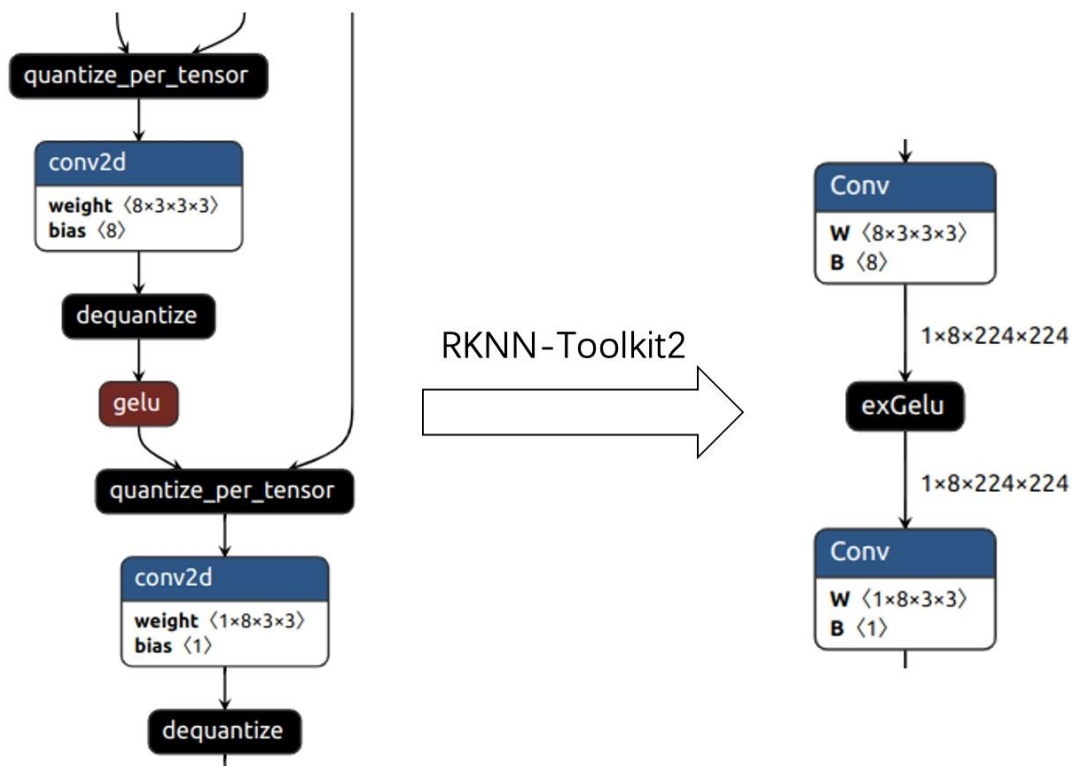 quantize_per_tensor
conv2d
weight 〈8×3×3×3〉
bias 〈8〉
dequantize
gelu
quantize_per_tensor
conv2d
weight 〈1×8×3×3〉
bias 〈1〉
dequantize
RKNN-Toolkit2
Conv
W 〈8×3×3×3〉
B 〈8〉
1×8×224×224
exGelu
1×8×224×224
Conv
W 〈1×8×3×3〉
B 〈1〉